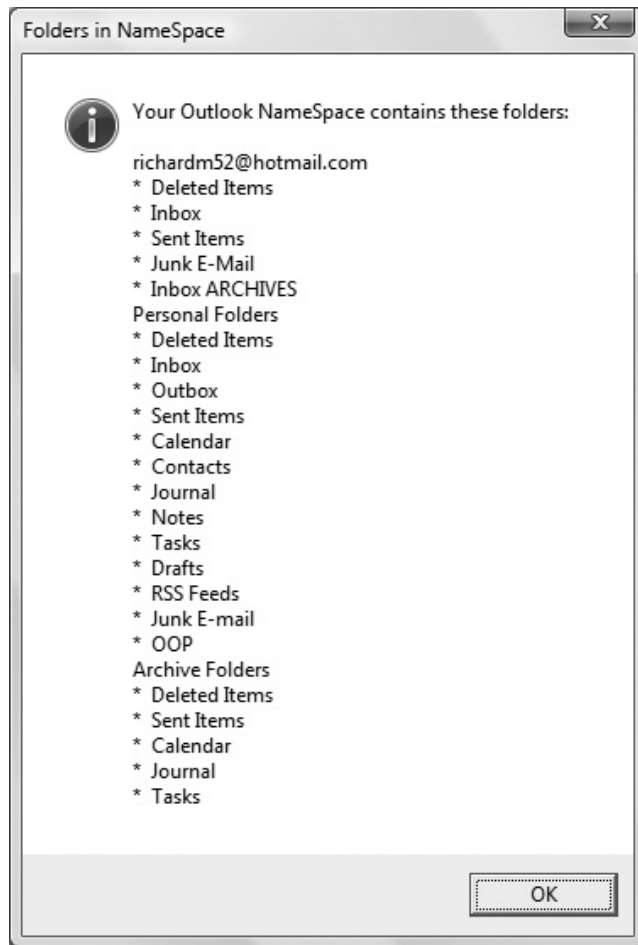 Folders in NameSpace
Your Outlook NameSpace contains these folders:
richardm52@hotmail.com
* Deleted Items
* Inbox
* Sent Items
* Junk E-Mail
* Inbox ARCHIVES
Personal Folders
* Deleted Items
* Inbox
* Outbox
* Sent Items
* Calendar
* Contacts
* Journal
* Notes
* Tasks
* Drafts
* RSS Feeds
* Junk E-mail
* OOP
Archive Folders
* Deleted Items
* Sent Items
* Calendar
* Journal
* Tasks
OK